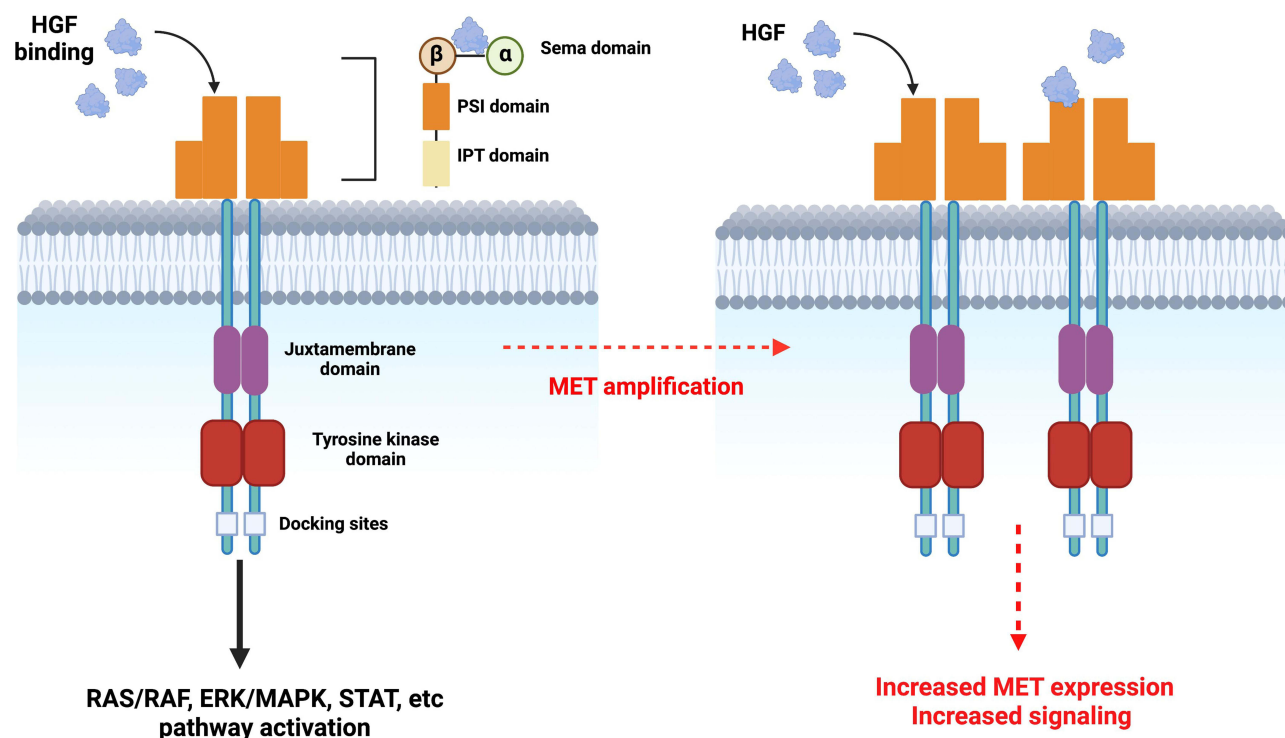 HGF
binding
β
α
Sema domain
PSI domain
IPT domain
Juxtamembrane
domain
Tyrosine kinase
domain
Docking sites
RAS/RAF, ERK/MAPK, STAT, etc
pathway activation
MET amplification
HGF
Increased MET expression
Increased signaling